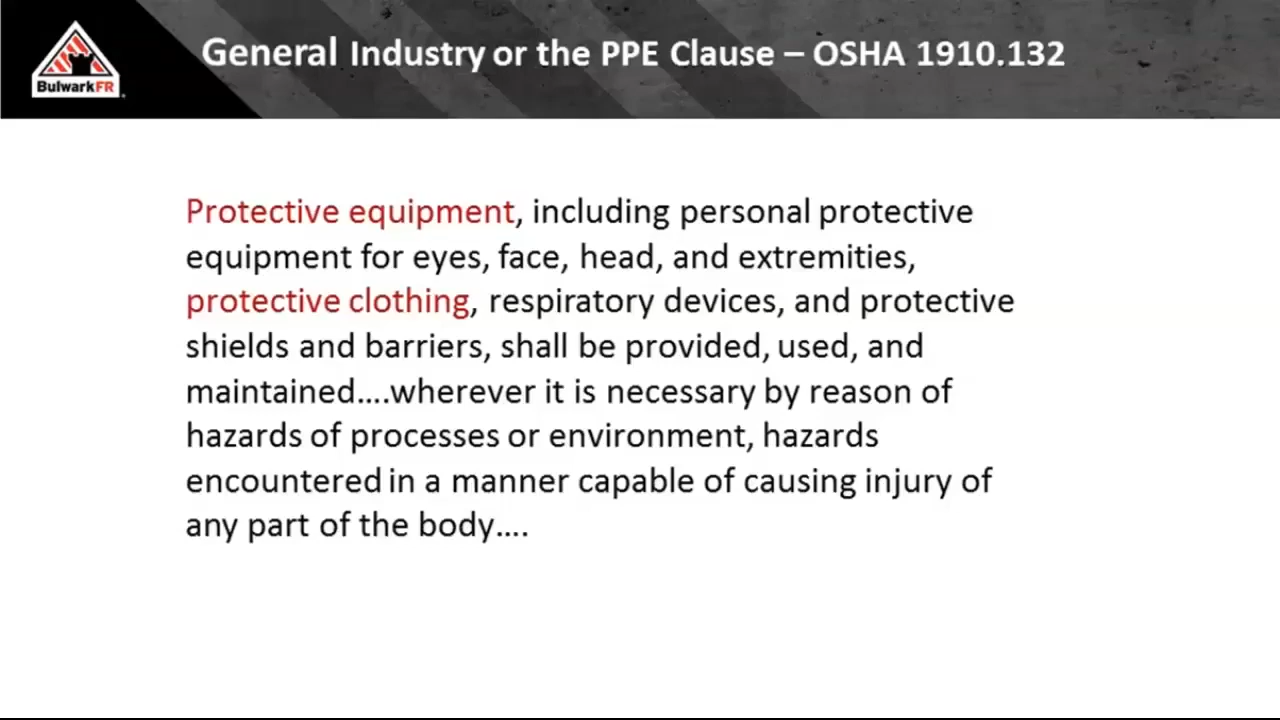 BulwarkFR
General Industry or the PPE Clause – OSHA 1910.132
Protective equipment, including personal protective
equipment for eyes, face, head, and extremities,
protective clothing, respiratory devices, and protective
shields and barriers, shall be provided, used, and
maintained....wherever it is necessary by reason of
hazards of processes or environment, hazards
encountered in a manner capable of causing injury of
any part of the body....